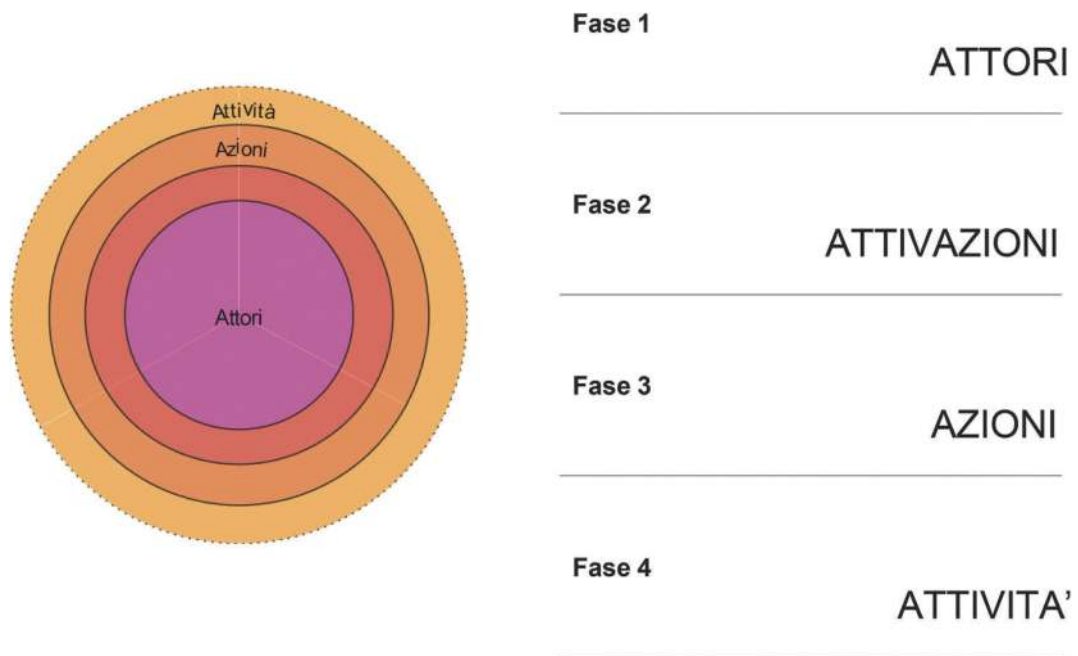 Attività
Azioni
Attori
Fase 1
ATTORI
Fase 2
ATTIVAZIONI
Fase 3
AZIONI
Fase 4
ATTIVITA'